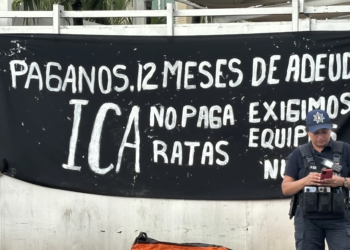 PAGANOS.12 MESES DE ADEUD
ICA NO PAGA EXIGIMOS
RATAS EQUIP